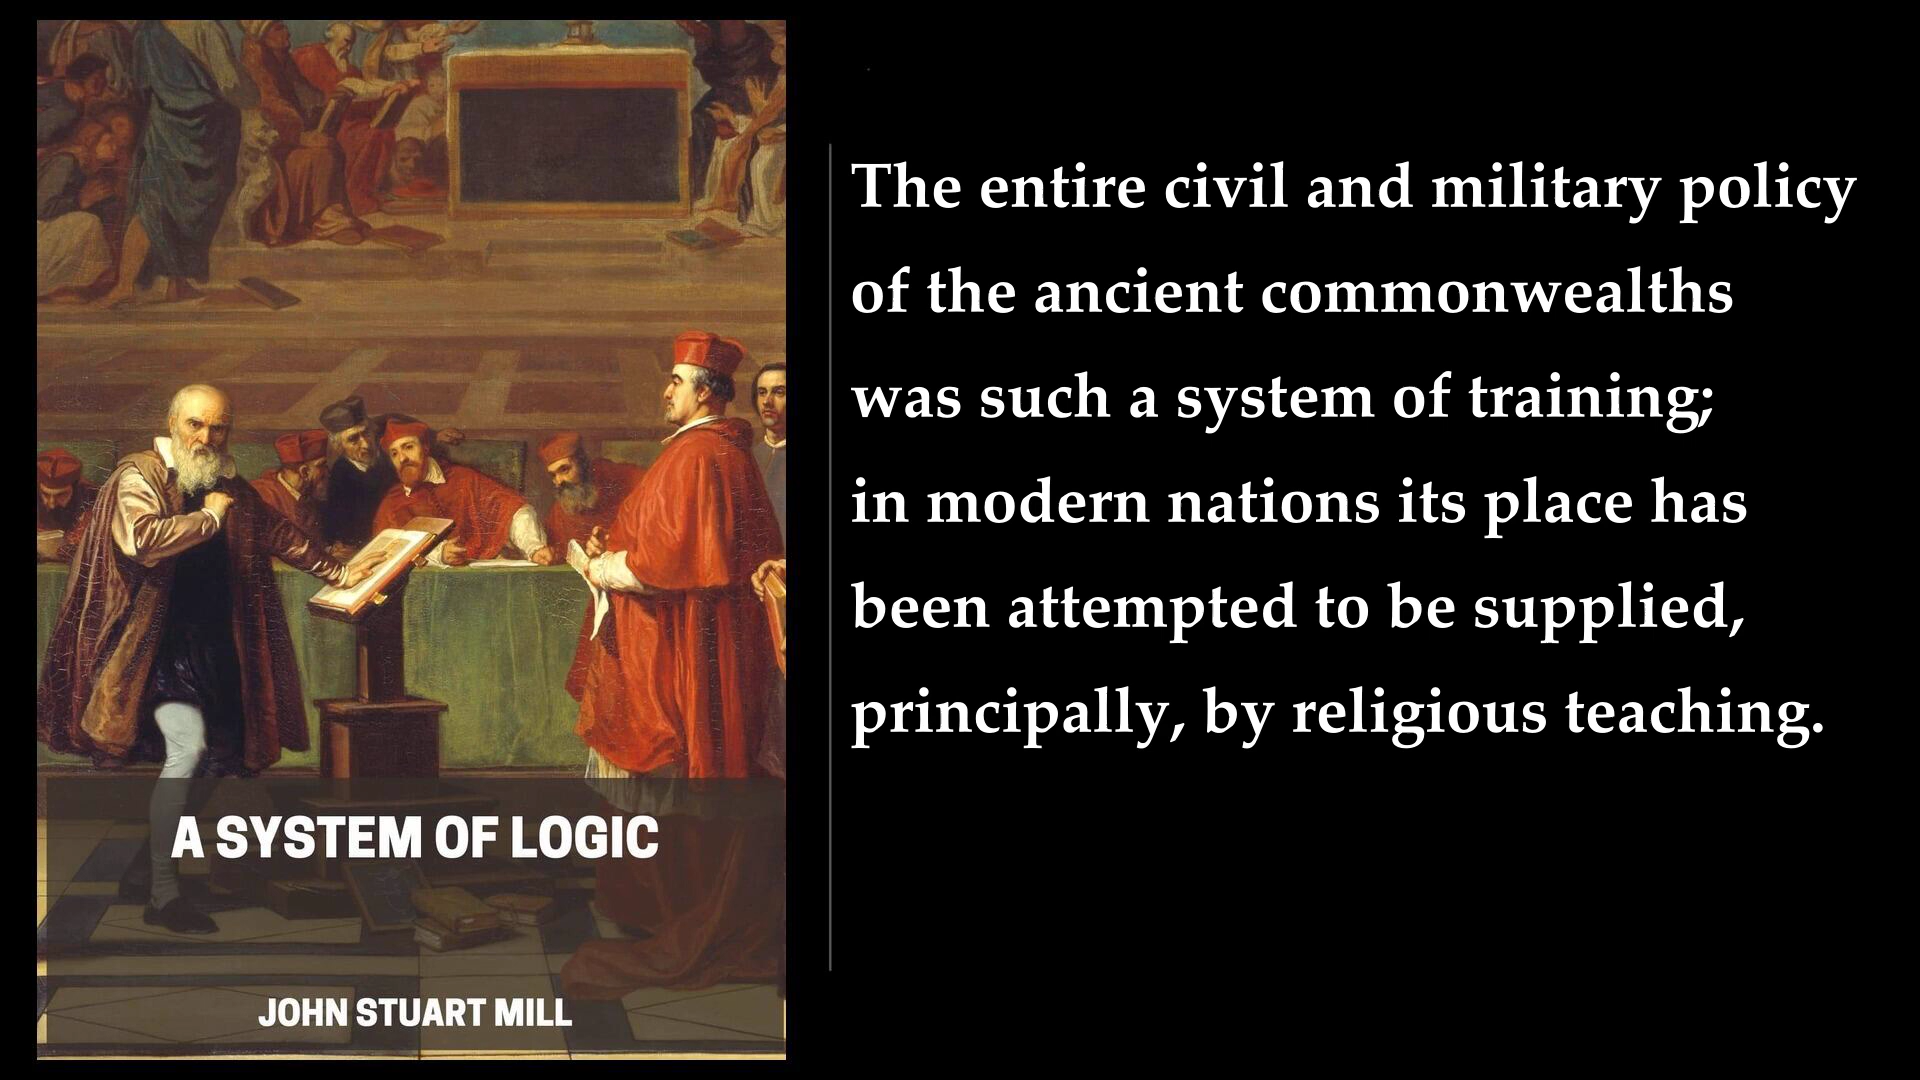 A SYSTEM OF LOGIC
JOHN STUART MILL
The entire civil and military policy
of the ancient commonwealths
was such a system of training;
in modern nations its place has
been attempted to be supplied,
principally, by religious teaching.